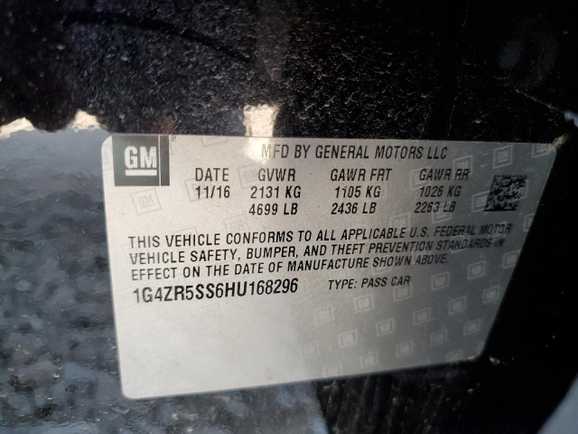 GM
MFD BY GENERAL MOTORS LLC
DATE GVWR GAWR FRT GAWR RR
11/16 2131 KG 1105 KG 1026 KG
4699 LB 2436 LB 2263 LB
THIS VEHICLE CONFORMS TO ALL APPLICABLE U.S. FEDERAL MOTOR
VEHICLE SAFETY, BUMPER, AND THEFT PREVENTION STANDARDS IN
EFFECT ON THE DATE OF MANUFACTURE SHOWN ABOVE.
1G4ZR5SS6HU168296 TYPE: PASS CAR